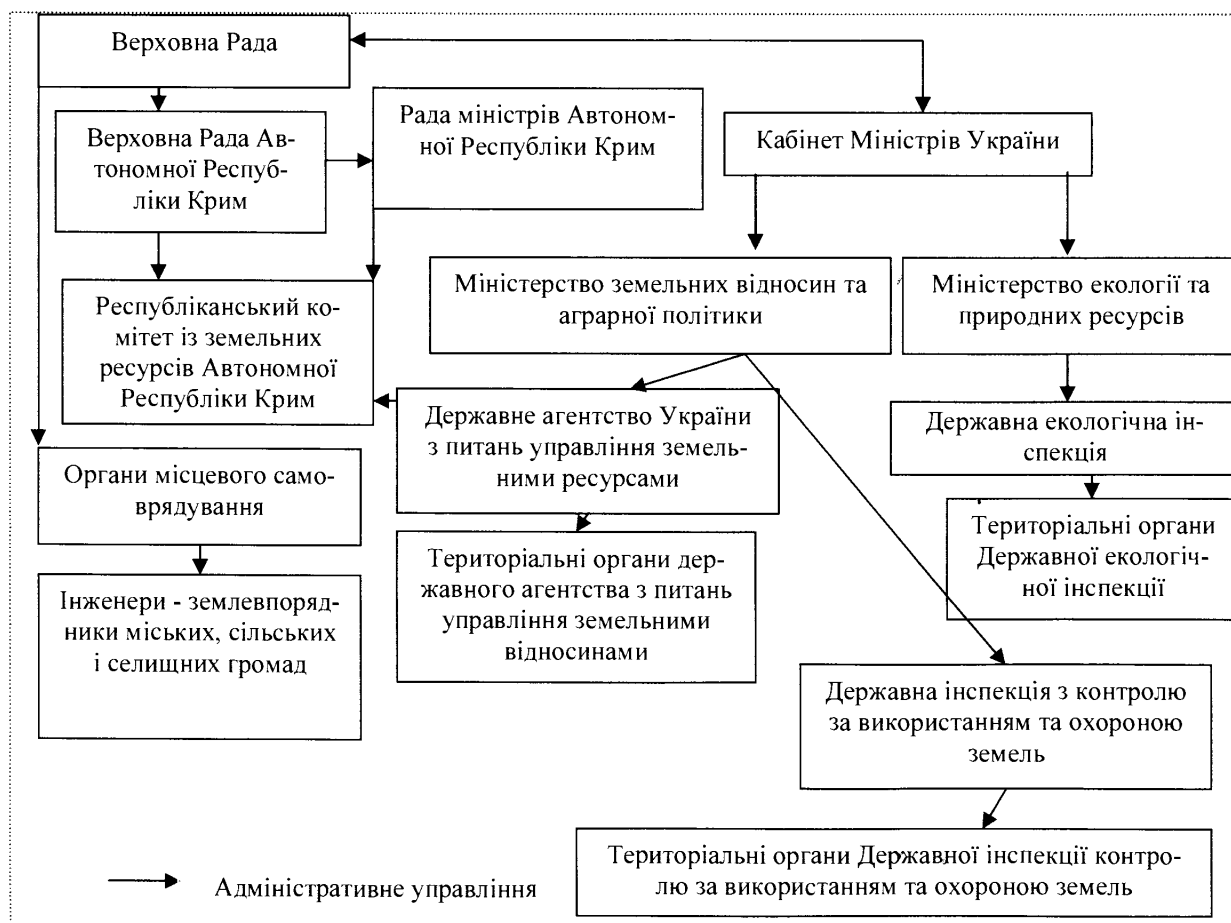 Верховна Рада
Верховна Рада Ав-
тономної Респуб-
ліки Крим
Рада міністрів Автоном-
ної Республіки Крим
Кабінет Міністрів України
Республіканський ко-
мітет із земельних
ресурсів Автономної
Республіки Крим
Міністерство земельних відносин та
аграрної політики
Міністерство екології та
природних ресурсів
Державне агентство України
з питань управління земель-
ними ресурсами
Державна екологічна ін-
спекція
Органи місцевого само-
врядування
Територіальні органи
Державної екологіч-
ної інспекції
Територіальні органи дер-
жавного агентства з питань
управління земельними
відносинами
Інженери - землевпоряд-
ники міських, сільських
і селищних громад
Державна інспекція з контролю
за використанням та охороною
земель
Територіальні органи Державної інспекції контро-
лю за використанням та охороною земель
Адміністративне управління